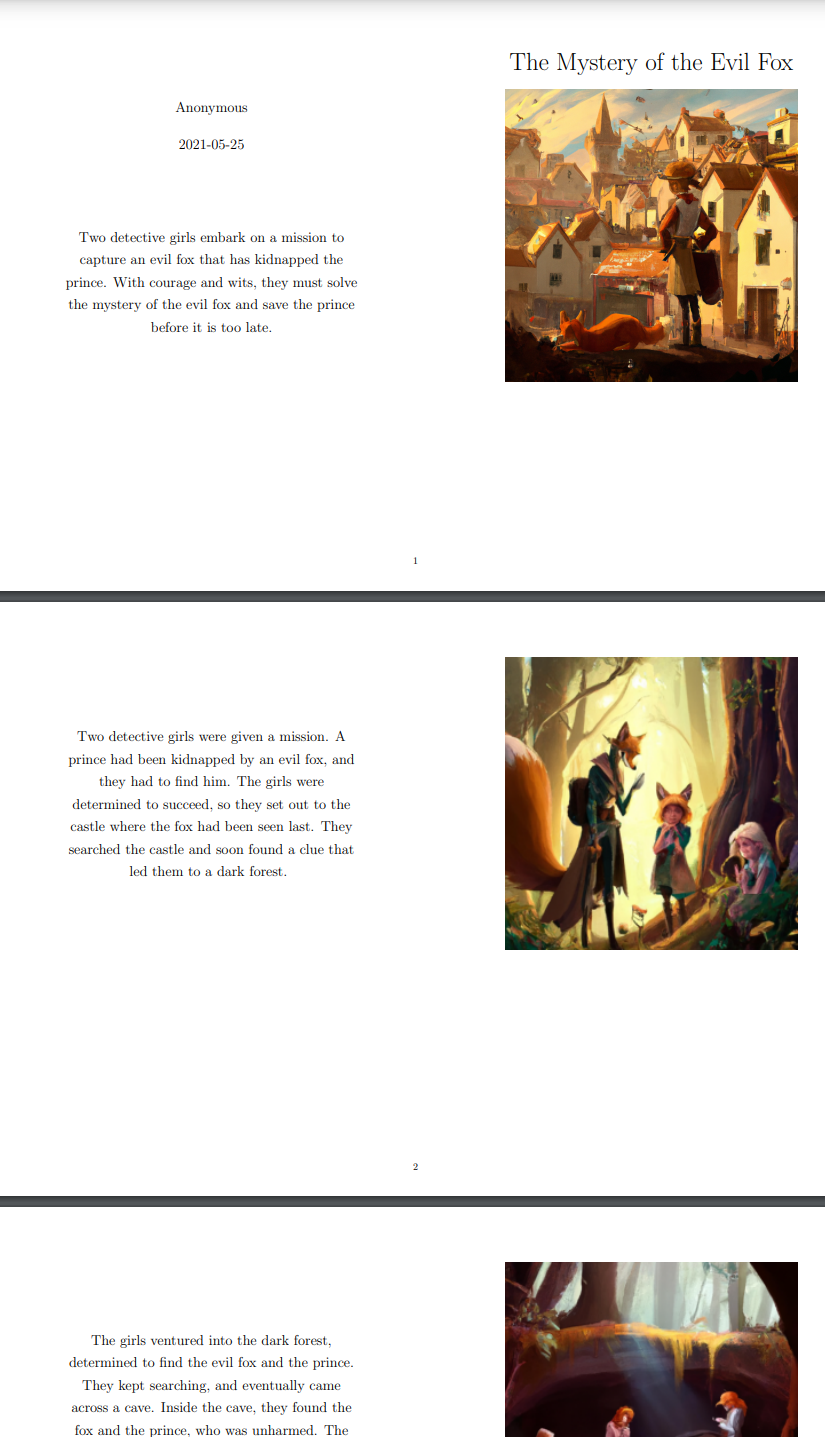 The Mystery of the Evil Fox
Anonymous
2021-05-25
Two detective girls embark on a mission to
capture an evil fox that has kidnapped the
prince. With courage and wits, they must solve
the mystery of the evil fox and save the prince
before it is too late.
1
Two detective girls were given a mission. A
prince had been kidnapped by an evil fox, and
they had to find him. The girls were
determined to succeed, so they set out to the
castle where the fox had been seen last. They
searched the castle and soon found a clue that
led them to a dark forest.
2
The girls ventured into the dark forest,
determined to find the evil fox and the prince.
They kept searching, and eventually came
across a cave. Inside the cave, they found the
fox and the prince, who was unharmed. The